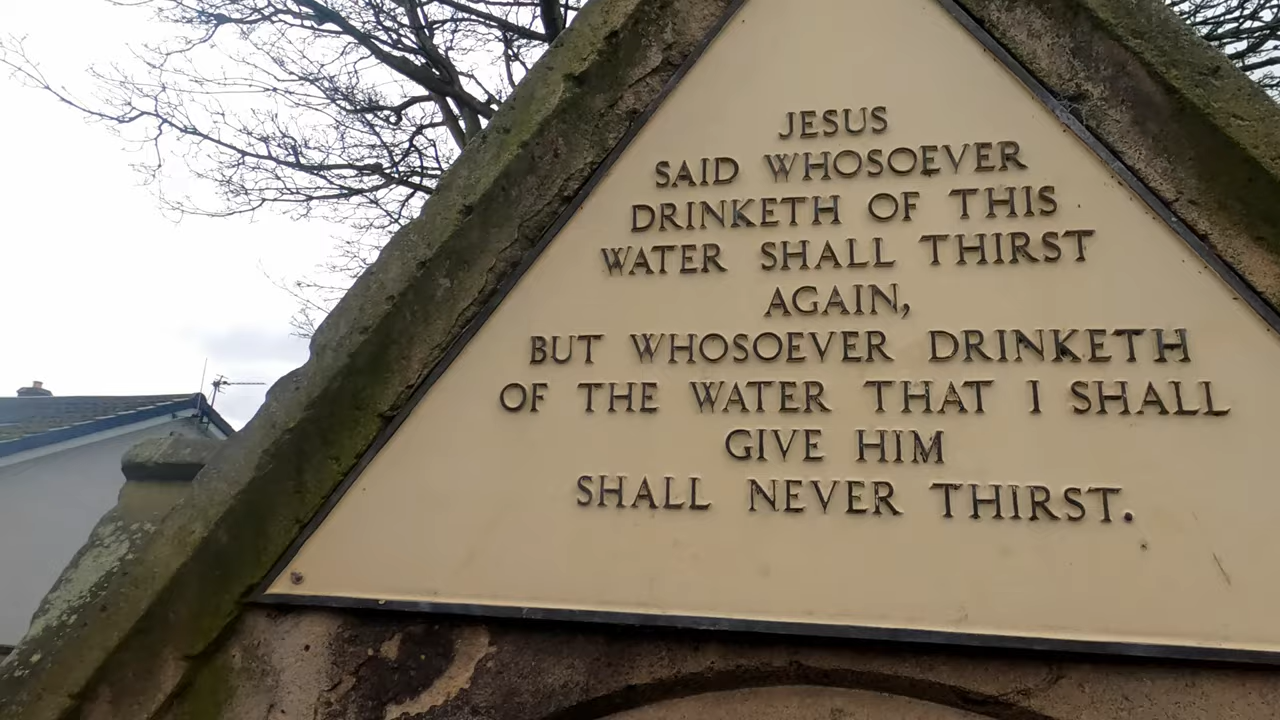 JESUS
SAID WHOSOEVER
DRINKETH OF THIS
WATER SHALL THIRST
AGAIN,
BUT WHOSOEVER DRINKETH
OF THE WATER THAT I SHALL
GIVE HIM
SHALL NEVER THIRST.